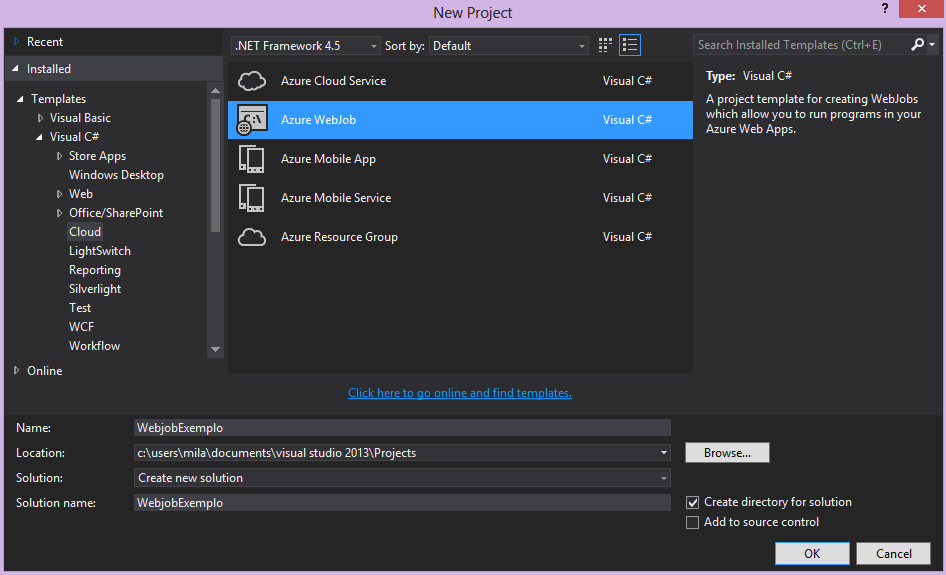 New Project
?
Recent
Installed
Templates
Visual Basic
Visual C#
Store Apps
Windows Desktop
Web
Office/SharePoint
Cloud
LightSwitch
Reporting
Silverlight
Test
WCF
Workflow
Online
.NET Framework 4.5
Sort by: Default
Azure Cloud Service Visual C#
C:\ Azure WebJob Visual C#
Azure Mobile App Visual C#
Azure Mobile Service Visual C#
Azure Resource Group Visual C#
Click here to go online and find templates.
Search Installed Templates (Ctrl+E)
Type: Visual C#
A project template for creating WebJobs
which allow you to run programs in your
Azure Web Apps.
Name: WebjobExemplo
Location: c:\users\mila\documents\visual studio 2013\Projects
Browse...
Solution: Create new solution
Solution name: WebjobExemplo
Create directory for solution
Add to source control
OK Cancel